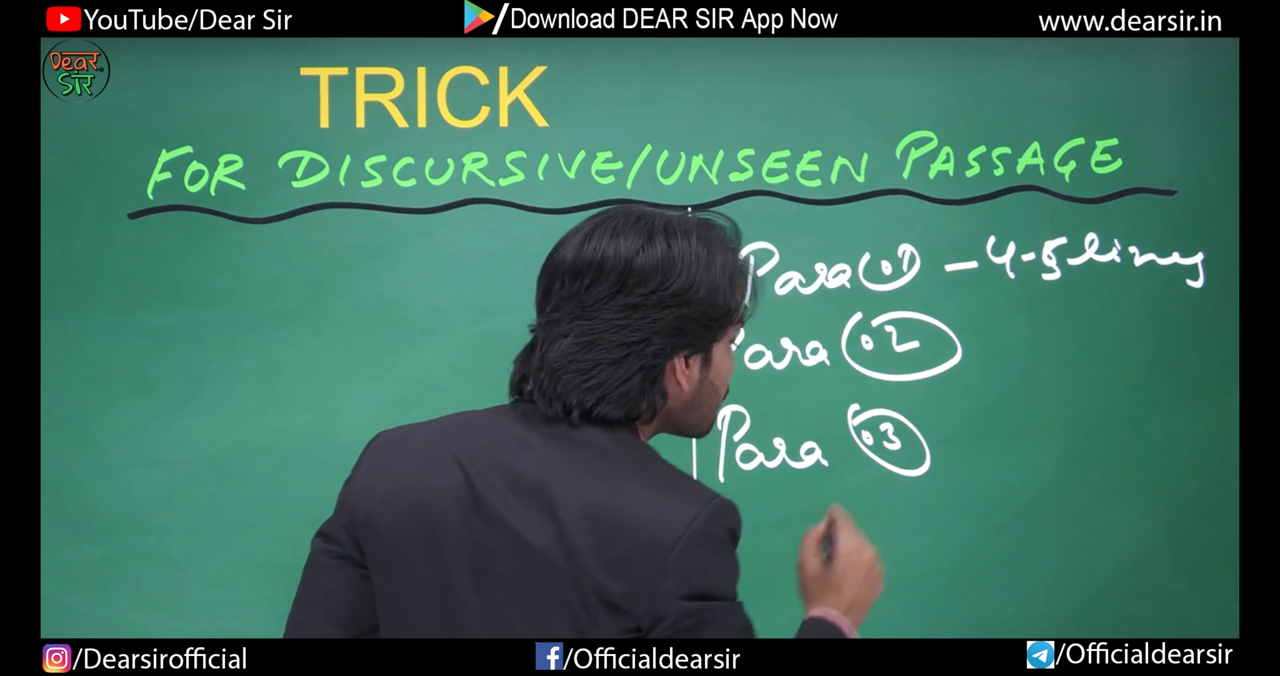 YouTube/Dear Sir
/Download DEAR SIR App Now
www.dearsir.in
Dear
सर
TRICK
FOR DISCURSIVE/UNSEEN PASSAGE
Para (01) - 4-5 lines
Para 02
Para 03
/Dearsirofficial
/Officialdearsir
/Officialdearsir